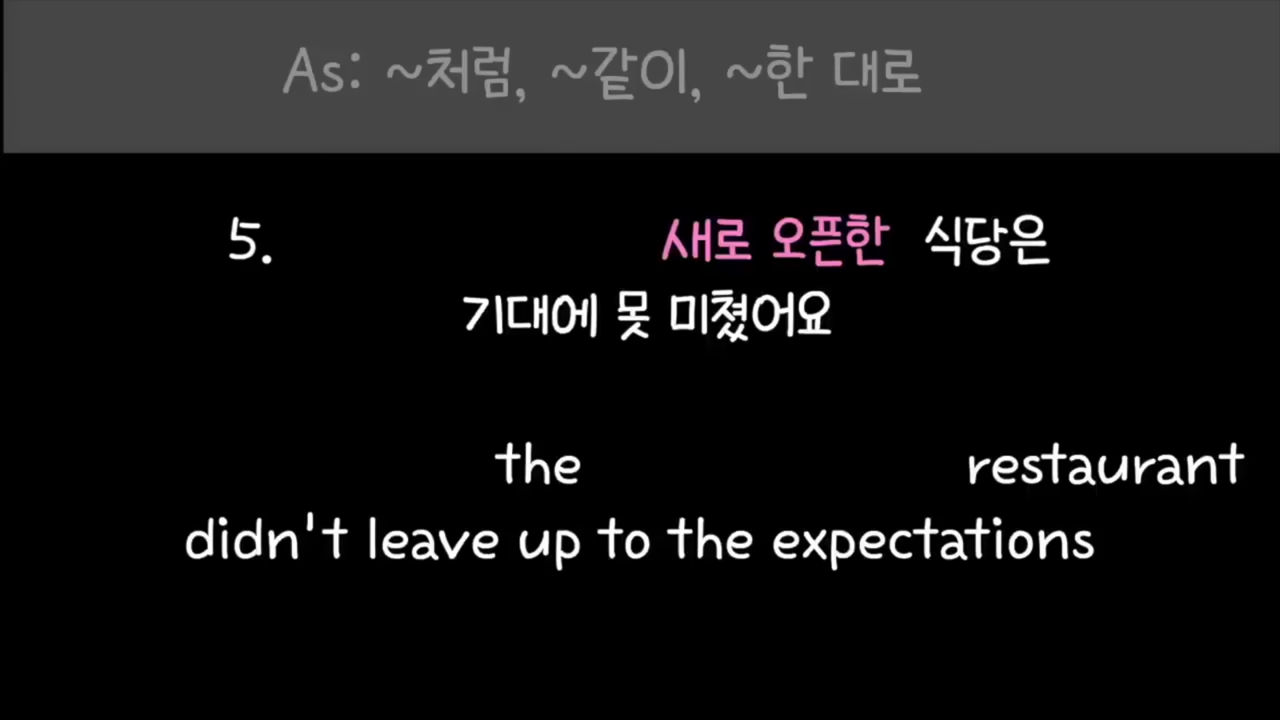 As: ~처럼, ~같이, ~한 대로
5. 새로 오픈한 식당은
기대에 못 미쳤어요
the restaurant
didn't leave up to the expectations